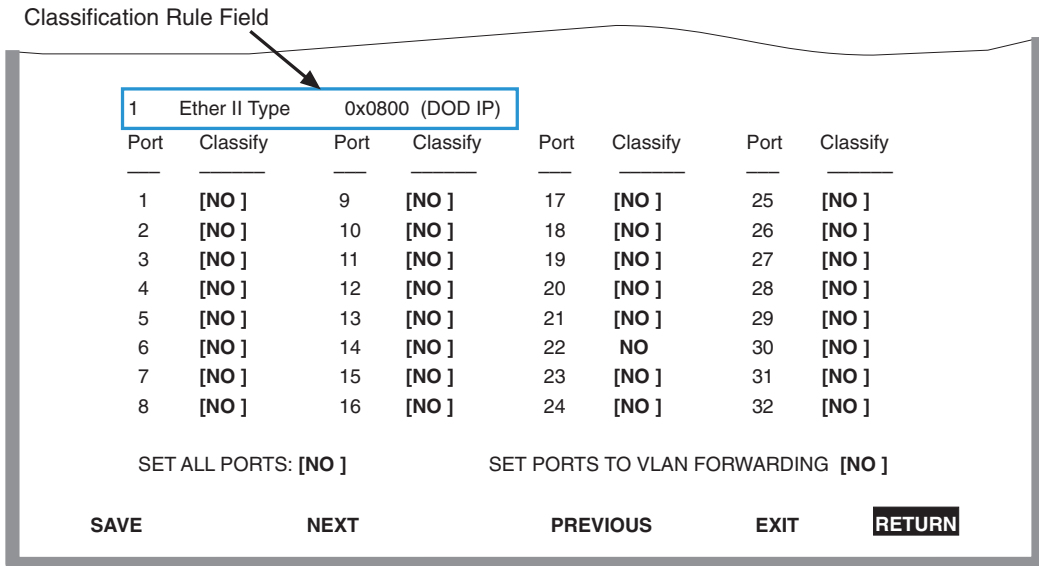 Classification Rule Field
1 Ether II Type 0x0800 (DOD IP)
Port Classify Port Classify Port Classify Port Classify
1 [NO ] 9 [NO ] 17 [NO ] 25 [NO ]
2 [NO ] 10 [NO ] 18 [NO ] 26 [NO ]
3 [NO ] 11 [NO ] 19 [NO ] 27 [NO ]
4 [NO ] 12 [NO ] 20 [NO ] 28 [NO ]
5 [NO ] 13 [NO ] 21 [NO ] 29 [NO ]
6 [NO ] 14 [NO ] 22 NO 30 [NO ]
7 [NO ] 15 [NO ] 23 [NO ] 31 [NO ]
8 [NO ] 16 [NO ] 24 [NO ] 32 [NO ]
SET ALL PORTS: [NO ] SET PORTS TO VLAN FORWARDING [NO ]
SAVE NEXT PREVIOUS EXIT RETURN